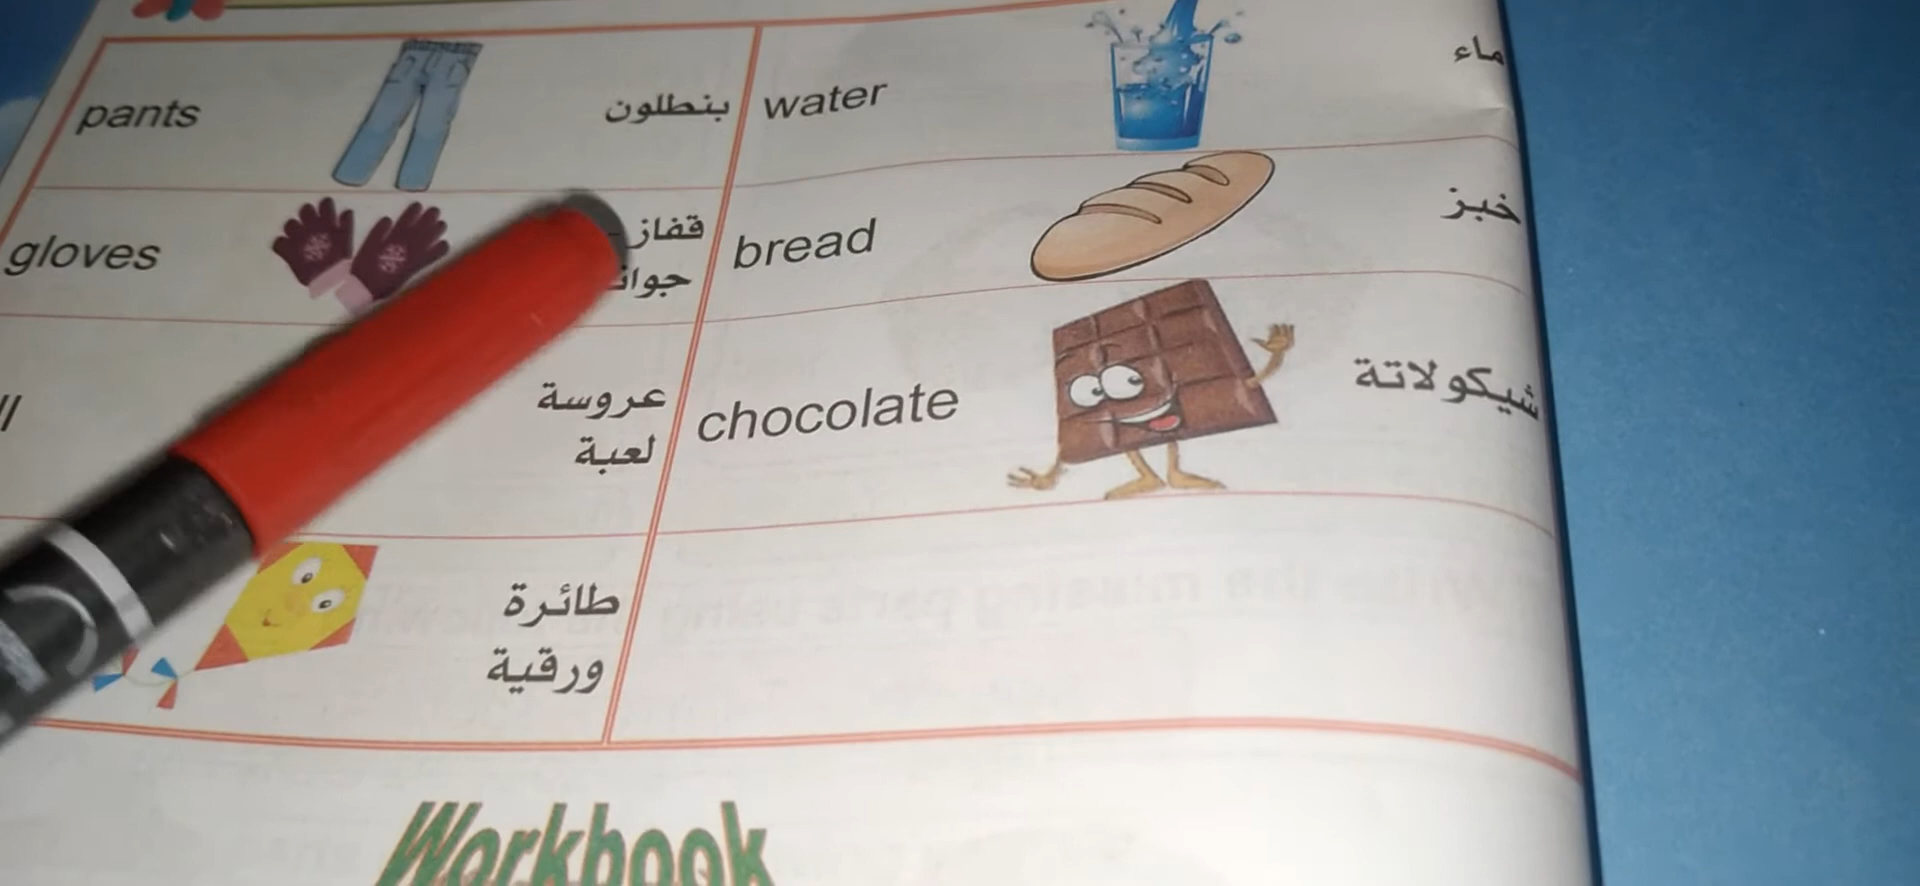 pants
بنطلون
water
ماء
gloves
قفاز
bread
خبز
عروسة
لعبة
chocolate
شيكولاتة
طائرة
ورقية
Workbook